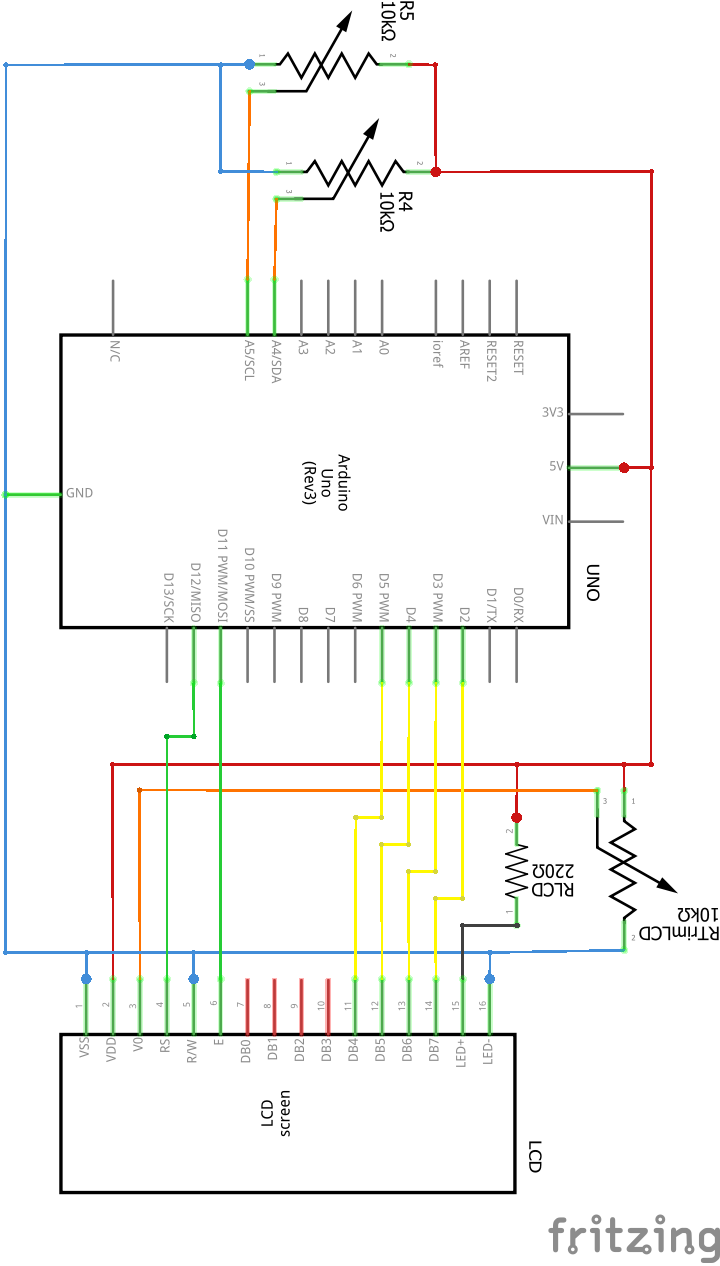 R5
10kΩ
1
2
3
1
2
3
R4
10kΩ
N/C
A5/SCL
A4/SDA
A3
A2
A1
A0
ioref
AREF
RESET2
RESET
3V3
5V
VIN
GND
Arduino
Uno
(Rev3)
UNO
D13/SCK
D12/MISO
D11 PWM/MOSI
D10 PWM/SS
D9 PWM
D8
D7
D6 PWM
D5 PWM
D4
D3 PWM
D2
D1/TX
D0/RX
3
1
2
220Ω
RLCD
1
10kΩ
RTrimLCD
2
1
2
3
4
5
6
7
8
9
10
11
12
13
14
15
16
VSS
VDD
V0
RS
R/W
E
DB0
DB1
DB2
DB3
DB4
DB5
DB6
DB7
LED+
LED-
LCD
screen
LCD
fritzing